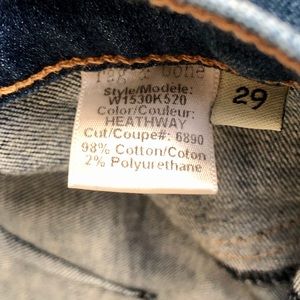 rag & bone
Style/Modele:
W1530K520
Color/Couleur:
HEATHWAY
Cut/Coupe#: 6890
98% Cotton/Coton
2% Polyurethane
29